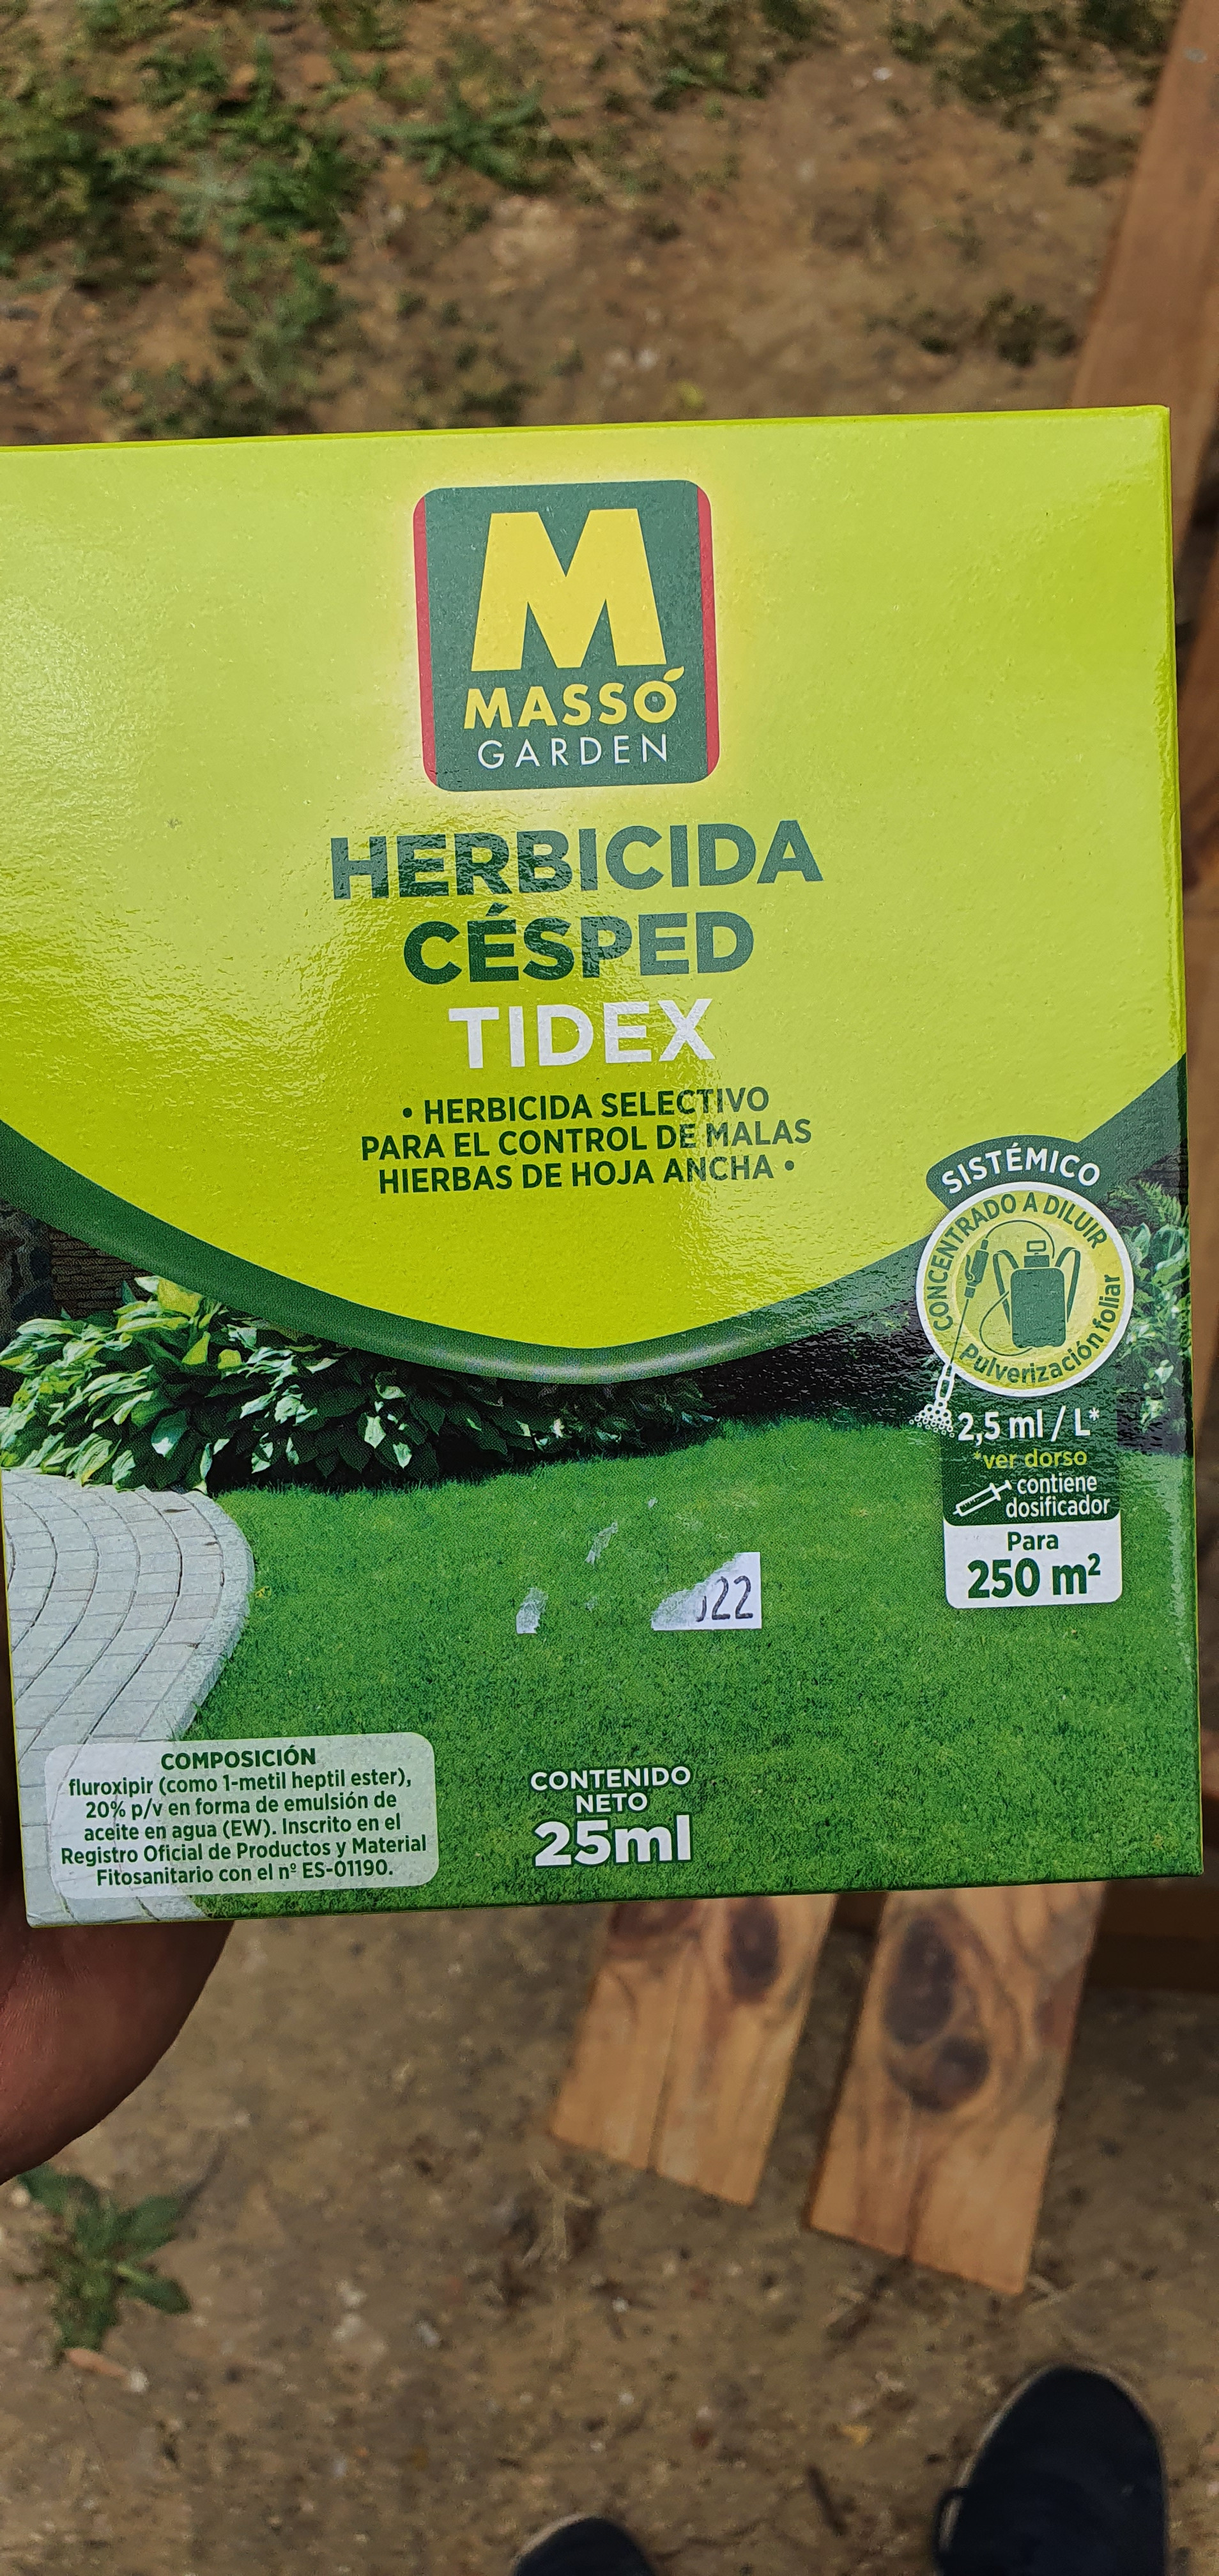 M
MASSÓ
GARDEN
HERBICIDA
CÉSPED
TIDEX
• HERBICIDA SELECTIVO
PARA EL CONTROL DE MALAS
HIERBAS DE HOJA ANCHA •
SISTÉMICO
CONCENTRADO A DILUIR
Pulverización foliar
2,5 ml / L*
*ver dorso
contiene
dosificador
Para
250 m²
22
COMPOSICIÓN
fluroxipir (como 1-metil heptil ester),
20% p/v en forma de emulsión de
aceite en agua (EW). Inscrito en el
Registro Oficial de Productos y Material
Fitosanitario con el nº ES-01190.
CONTENIDO
NETO
25ml